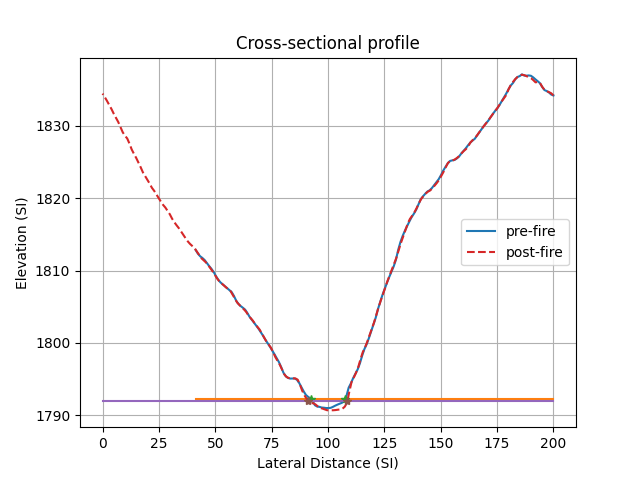 Cross-sectional profile
Elevation (SI)
1830
1820
1810
1800
1790
pre-fire
post-fire
0 25 50 75 100 125 150 175 200
Lateral Distance (SI)